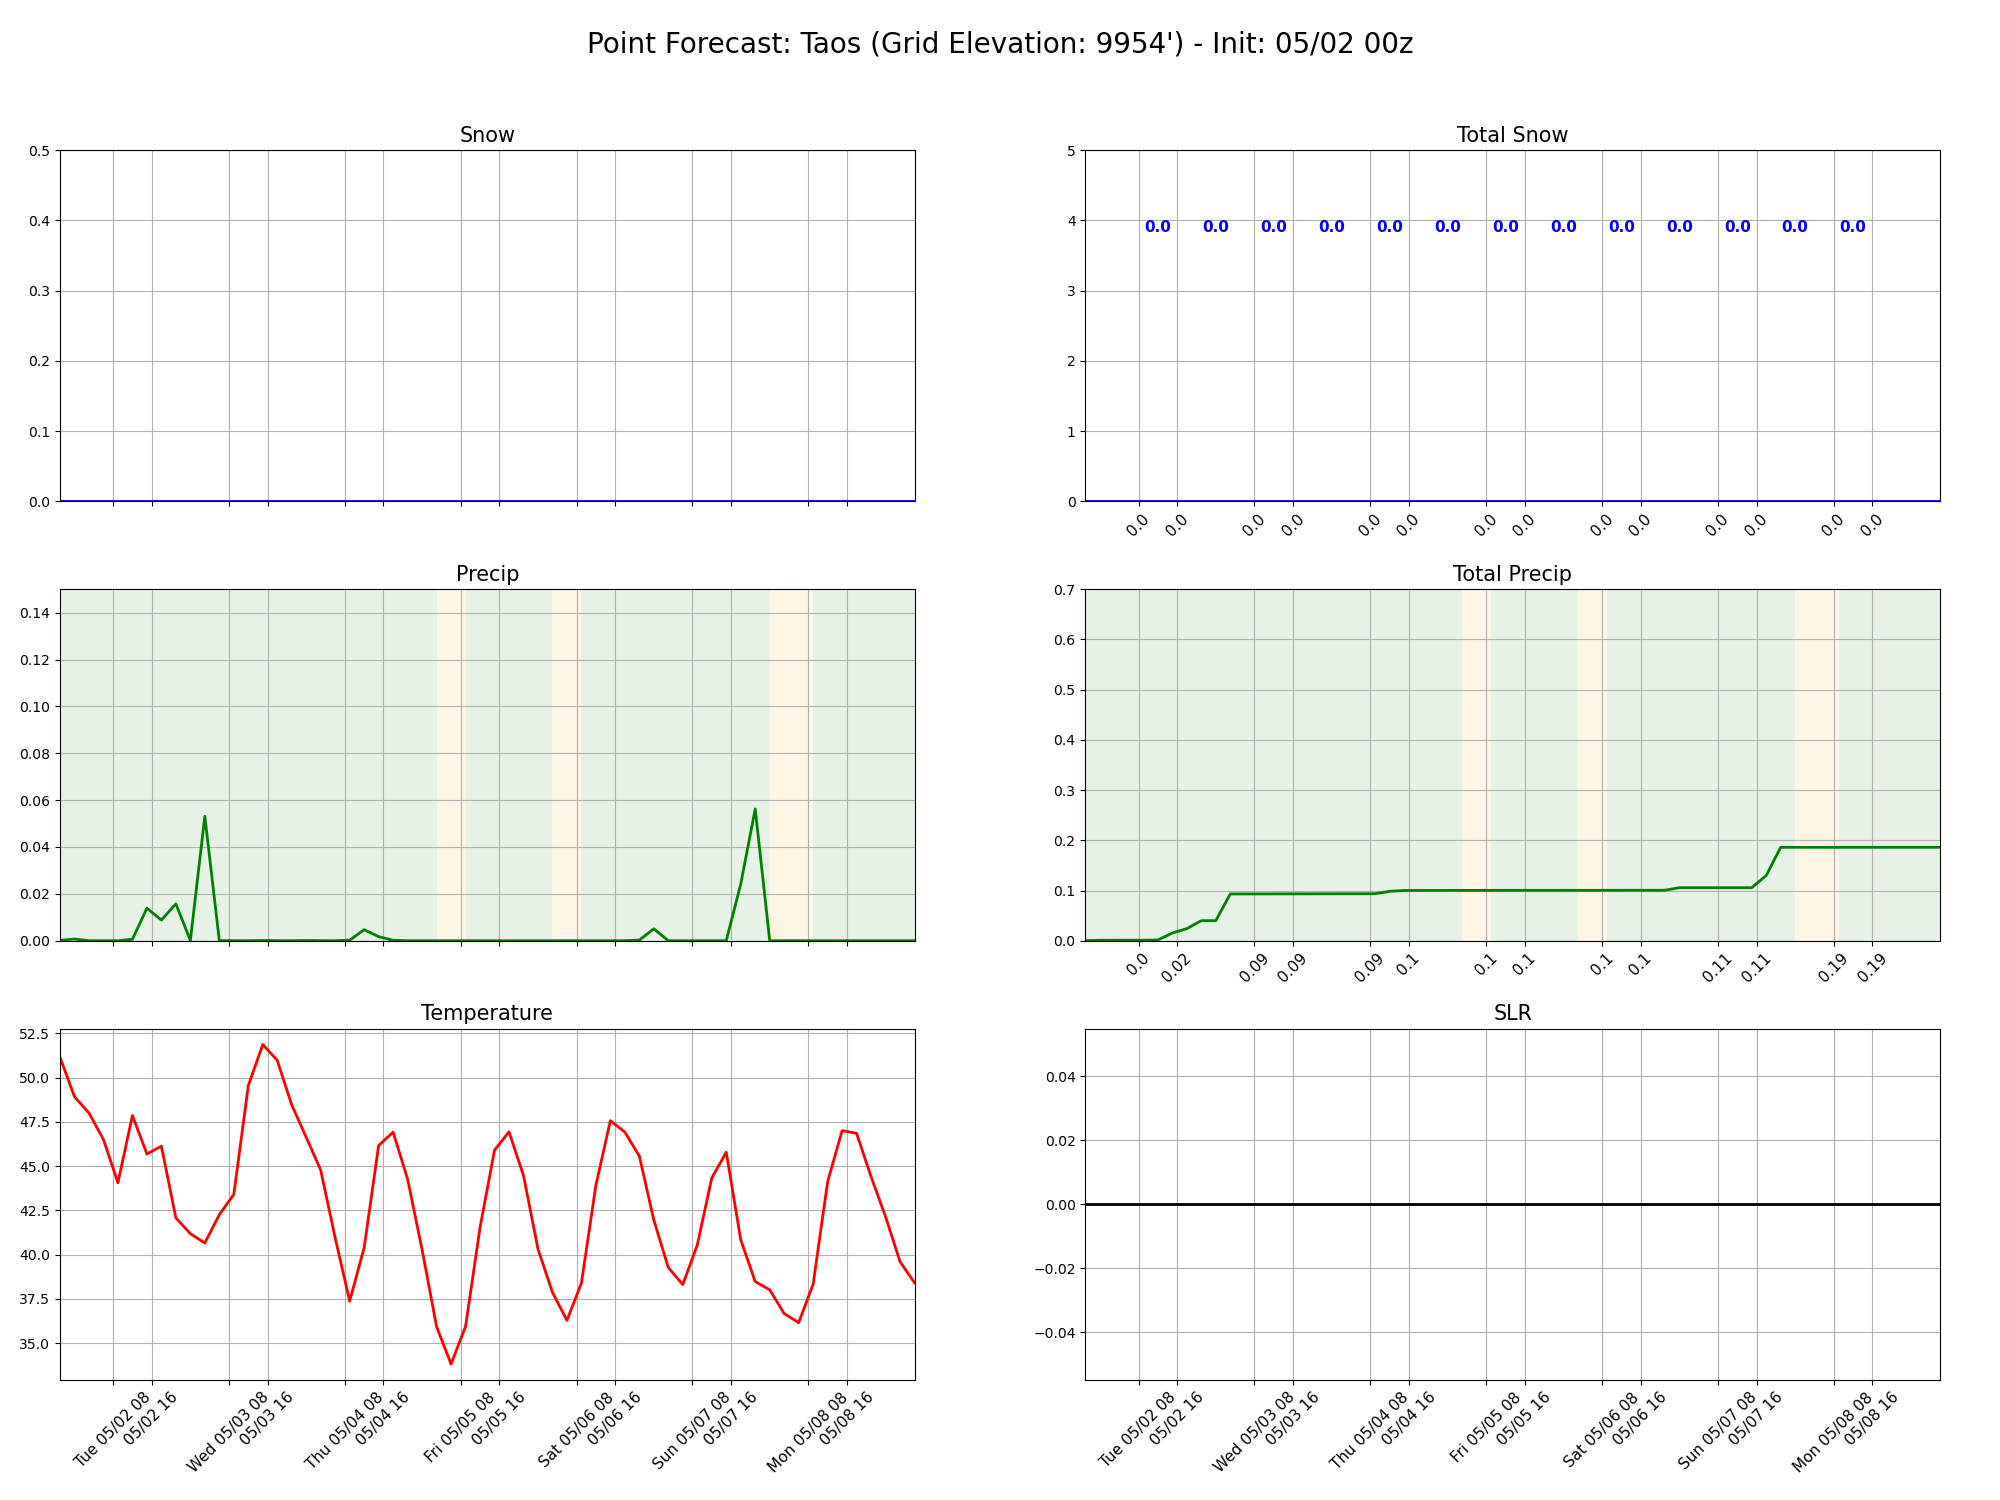 Point Forecast: Taos (Grid Elevation: 9954') - Init: 05/02 00z
Snow
0.5
0.4
0.3
0.2
0.1
0.0
Total Snow
5
4
3
2
1
0
0.0 0.0 0.0 0.0 0.0 0.0 0.0 0.0 0.0 0.0 0.0 0.0 0.0
0.0 0.0 0.0 0.0 0.0 0.0 0.0 0.0 0.0 0.0 0.0 0.0 0.0 0.0
Precip
0.14
0.12
0.10
0.08
0.06
0.04
0.02
0.00
Total Precip
0.7
0.6
0.5
0.4
0.3
0.2
0.1
0.0
0.0 0.02 0.09 0.09 0.09 0.1 0.1 0.1 0.1 0.1 0.11 0.11 0.19 0.19
Temperature
52.5
50.0
47.5
45.0
42.5
40.0
37.5
35.0
Tue 05/02 08
05/02 16
Wed 05/03 08
05/03 16
Thu 05/04 08
05/04 16
Fri 05/05 08
05/05 16
Sat 05/06 08
05/06 16
Sun 05/07 08
05/07 16
Mon 05/08 08
05/08 16
SLR
0.04
0.02
0.00
−0.02
−0.04
Tue 05/02 08
05/02 16
Wed 05/03 08
05/03 16
Thu 05/04 08
05/04 16
Fri 05/05 08
05/05 16
Sat 05/06 08
05/06 16
Sun 05/07 08
05/07 16
Mon 05/08 08
05/08 16